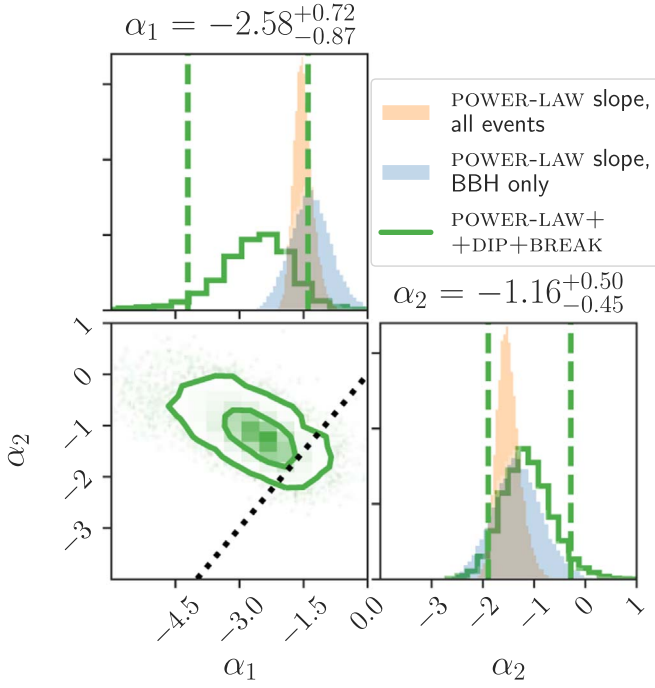 α₁ = −2.58+0.72 −0.87
POWER-LAW slope,
all events
POWER-LAW slope,
BBH only
POWER-LAW+
+DIP+BREAK
α₂ = −1.16+0.50 −0.45
1
0
−1
−2
−3
α₂
−4.5
−3.0
−1.5
0.0
α₁
−3
−2
−1
0
1
α₂